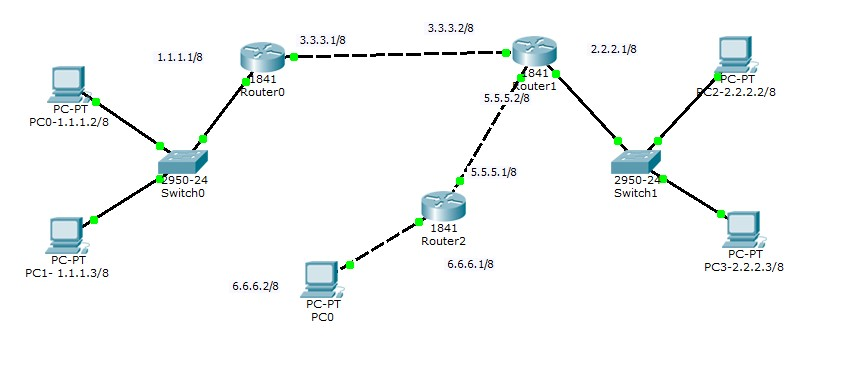 1.1.1.1/8
3.3.3.1/8
3.3.3.2/8
2.2.2.1/8
1841
Router0
1841
Router1
PC-PT
PC0-1.1.1.2/8
PC-PT
PC2-2.2.2.2/8
5.5.5.2/8
2950-24
Switch0
5.5.5.1/8
2950-24
Switch1
1841
Router2
PC-PT
PC1- 1.1.1.3/8
PC-PT
PC3-2.2.2.3/8
6.6.6.1/8
6.6.6.2/8
PC-PT
PC0